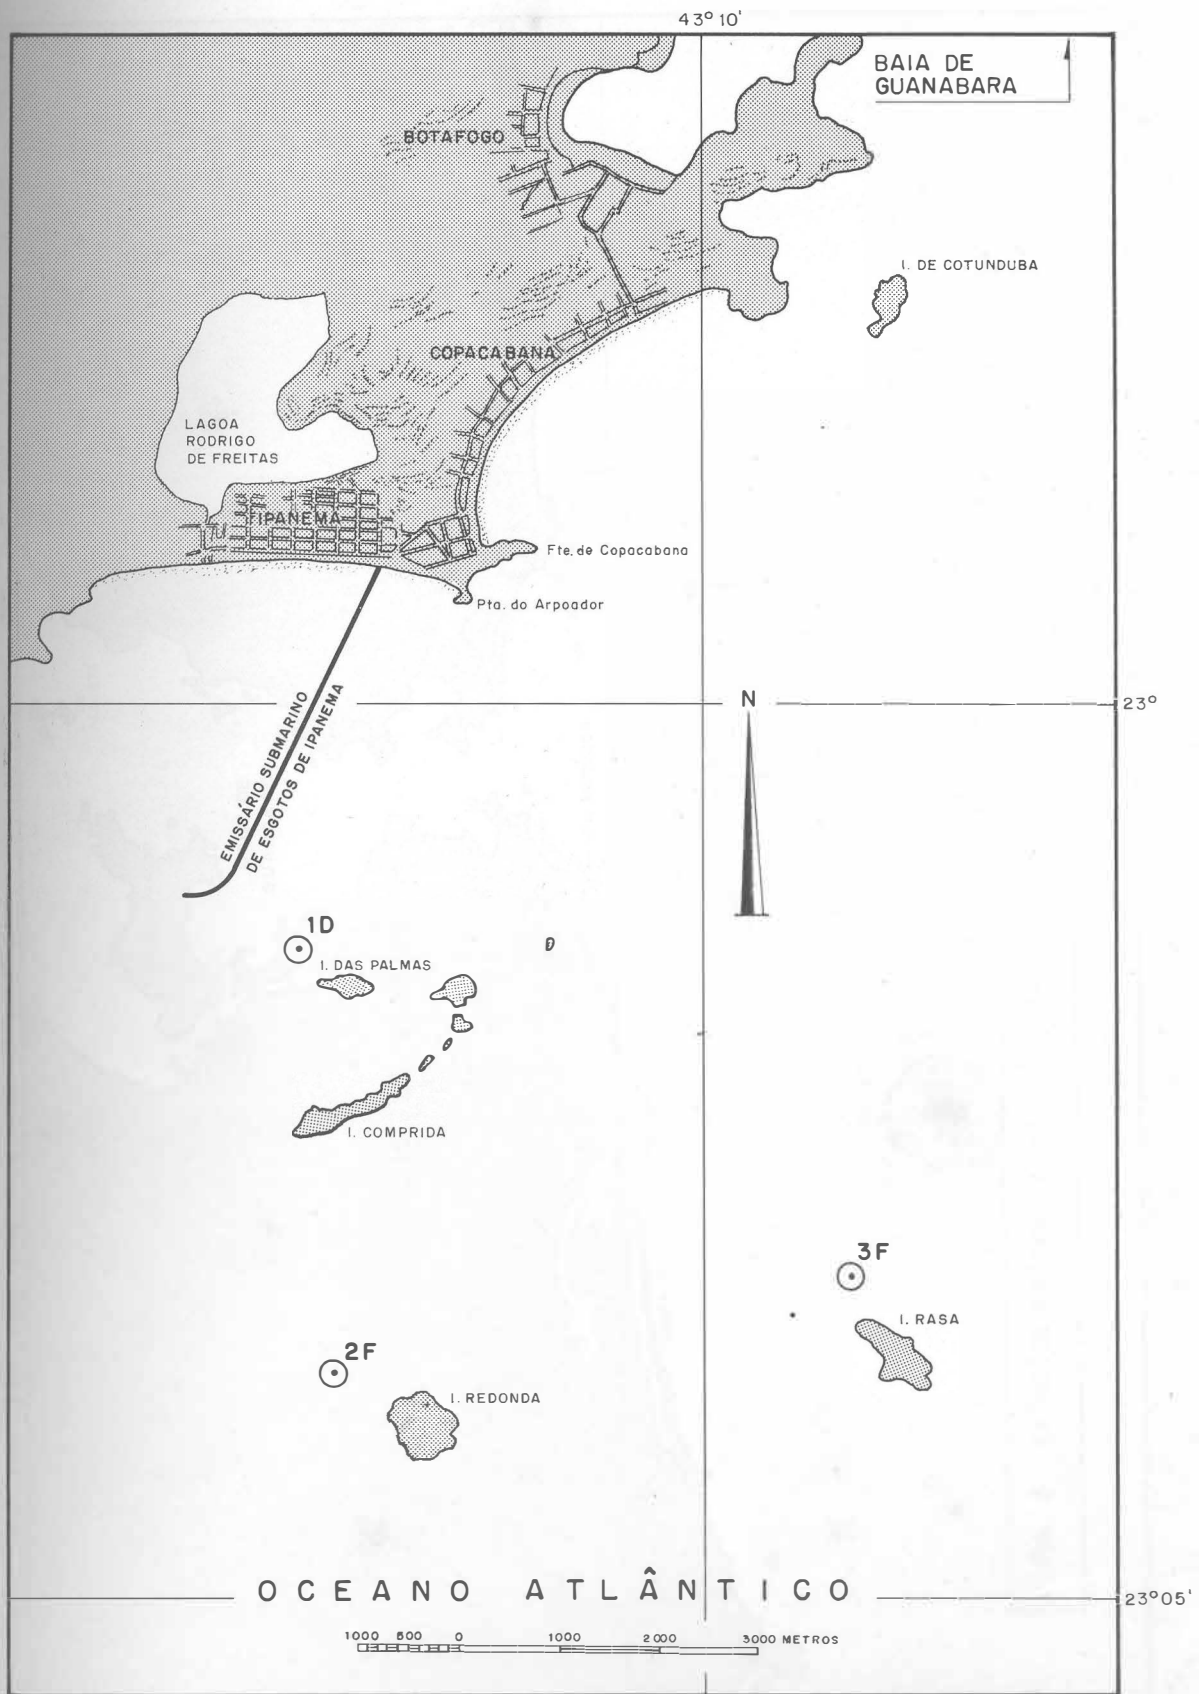 43° 10'
BAIA DE
GUANABARA
BOTAFOGO
I. DE COTUNDUBA
COPACABANA
LAGOA
RODRIGO
DE FREITAS
IPANEMA
Fte. de Copacabana
Pta. do Arpoador
N
23°
EMISSÁRIO SUBMARINO
DE ESGOTOS DE IPANEMA
1D
I. DAS PALMAS
I. COMPRIDA
3F
I. RASA
2F
I. REDONDA
OCEANO ATLÂNTICO
23°05'
1000 500 0 1000 2000 3000 METROS